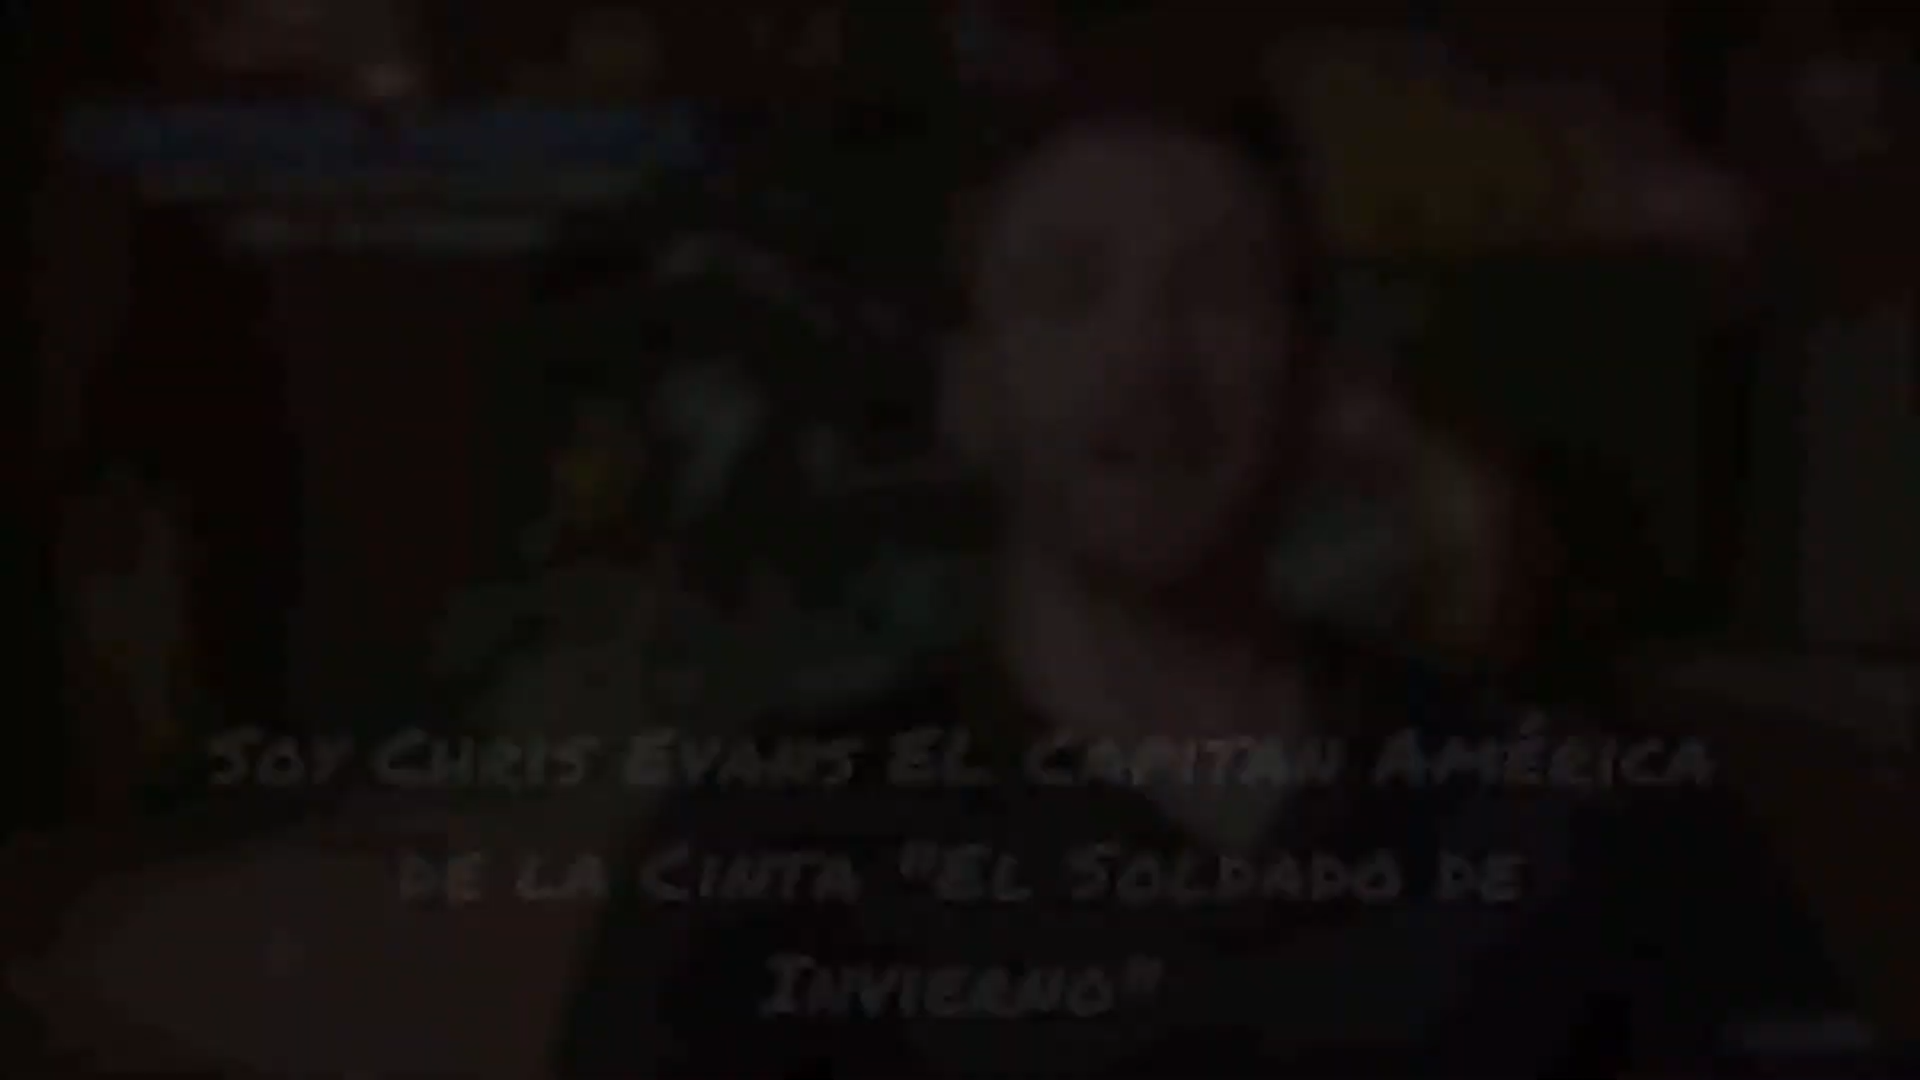 Soy Chris Evans El Capitan América
de la Cinta "El Soldado de
Invierno"